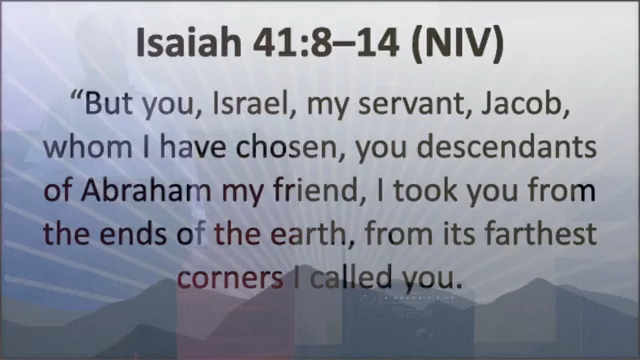 Isaiah 41:8–14 (NIV)
“But you, Israel, my servant, Jacob,
whom I have chosen, you descendants
of Abraham my friend, I took you from
the ends of the earth, from its farthest
corners I called you.